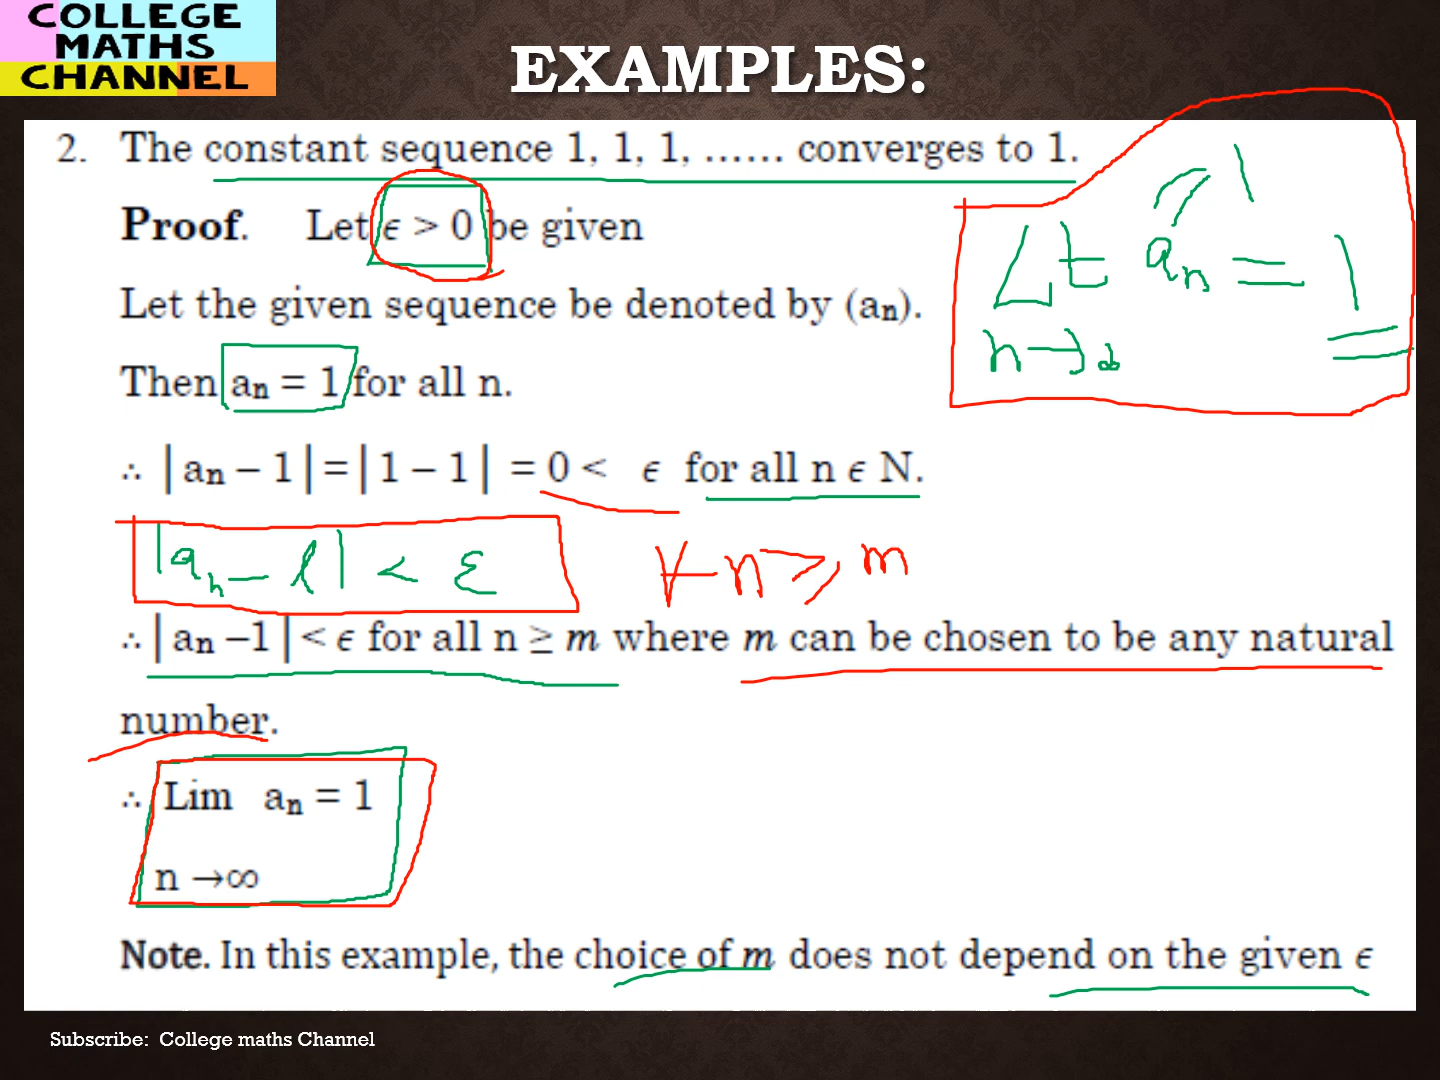 COLLEGE
MATHS
CHANNEL
EXAMPLES:
2. The constant sequence 1, 1, 1, ...... converges to 1.
Proof. Let ϵ > 0 be given
Let the given sequence be denoted by (an).
Then an = 1 for all n.
∴ |an – 1| = |1 – 1| = 0 < ϵ for all n ϵ N.
|an – l| < ε ∀ n ≥ m
∴ |an –1| < ϵ for all n ≥ m where m can be chosen to be any natural
number.
∴ Lim an = 1
n →∞
Note. In this example, the choice of m does not depend on the given ϵ
1
Lt an = 1
n→∞
Subscribe: College maths Channel